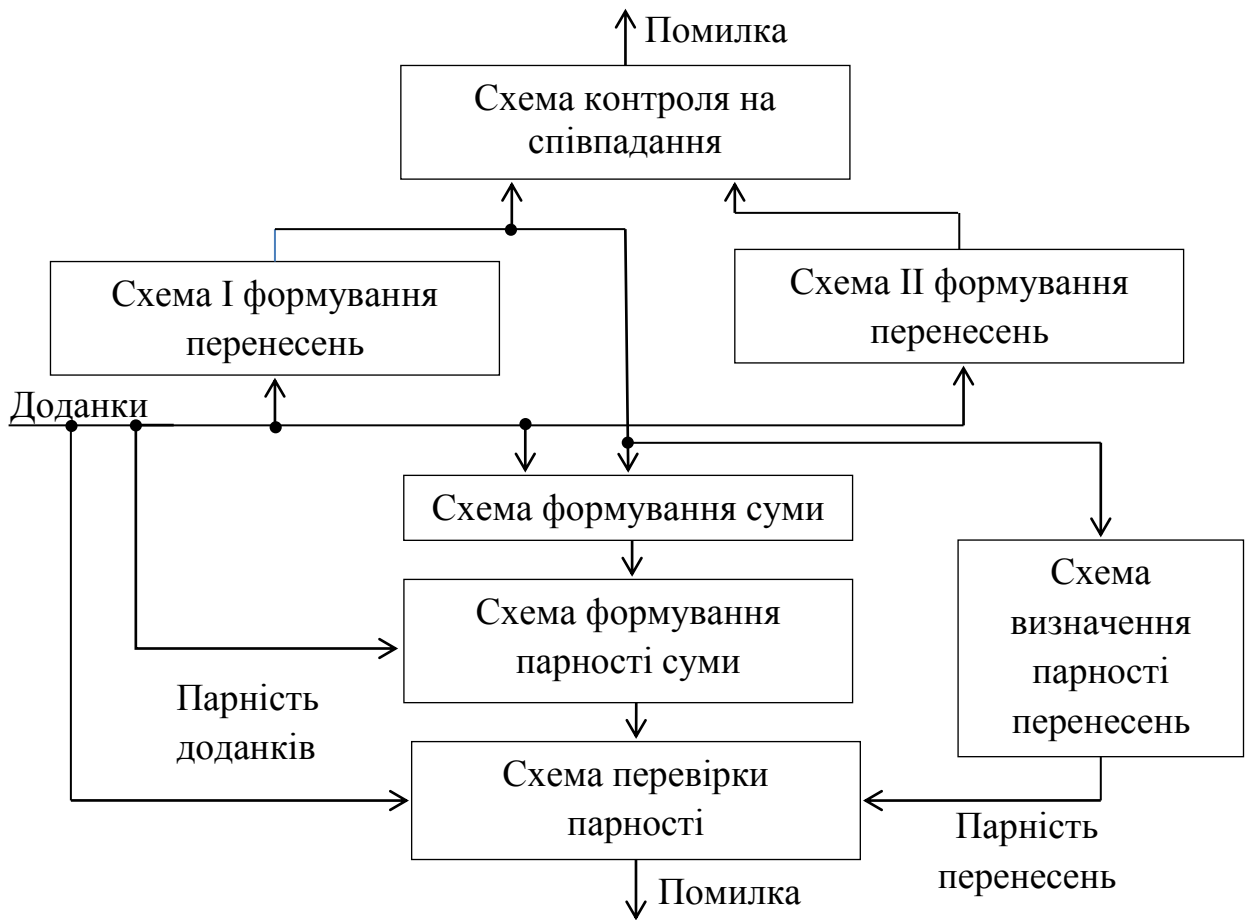 Помилка
Схема контроля на
співпадання
Схема І формування
перенесень
Схема ІІ формування
перенесень
Доданки
Схема формування суми
Схема формування
парності суми
Схема
визначення
парності
перенесень
Парність
доданків
Схема перевірки
парності
Парність
перенесень
Помилка